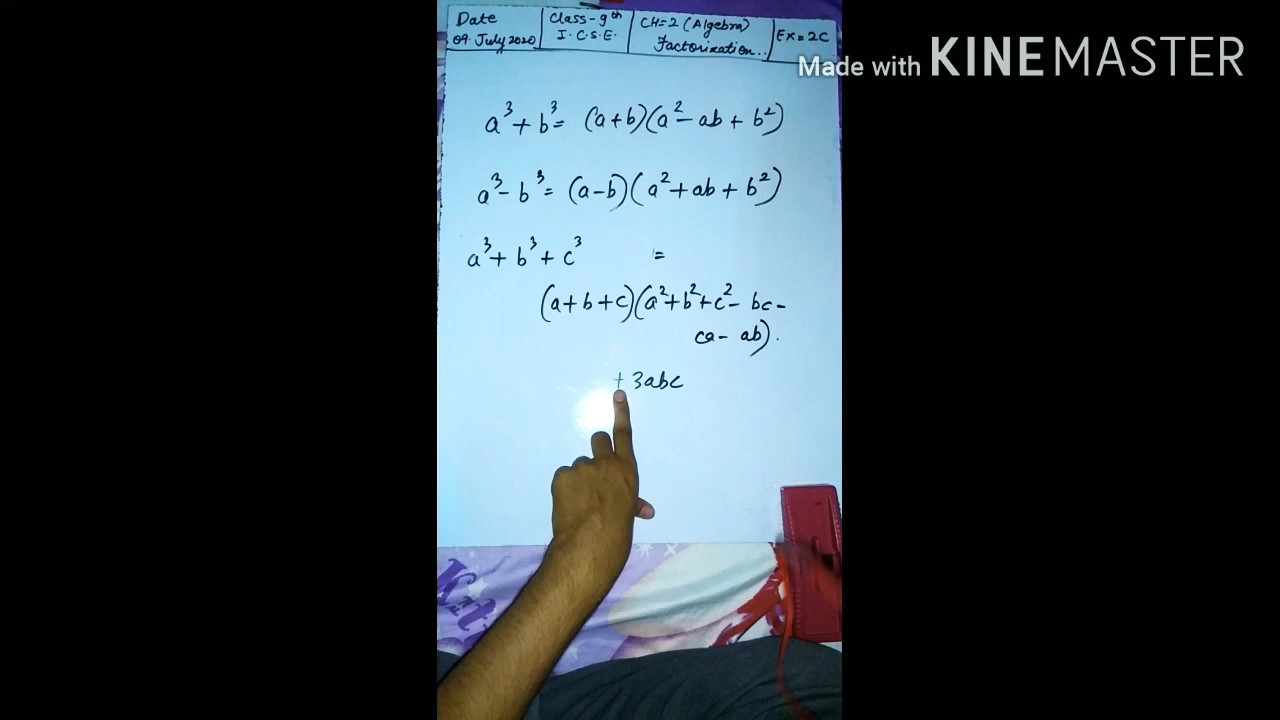 Date
09. July 2020
Class - 9th
I.C.S.E.
CH=2 (Algebra)
Factorization..
Ex = 2C
Made with KINEMASTER
a³ + b³ = (a+b)(a² - ab + b²)
a³ - b³ = (a-b)(a² + ab + b²)
a³ + b³ + c³ =
(a+b+c)(a²+b²+c² - bc -
ca - ab).
+ 3abc